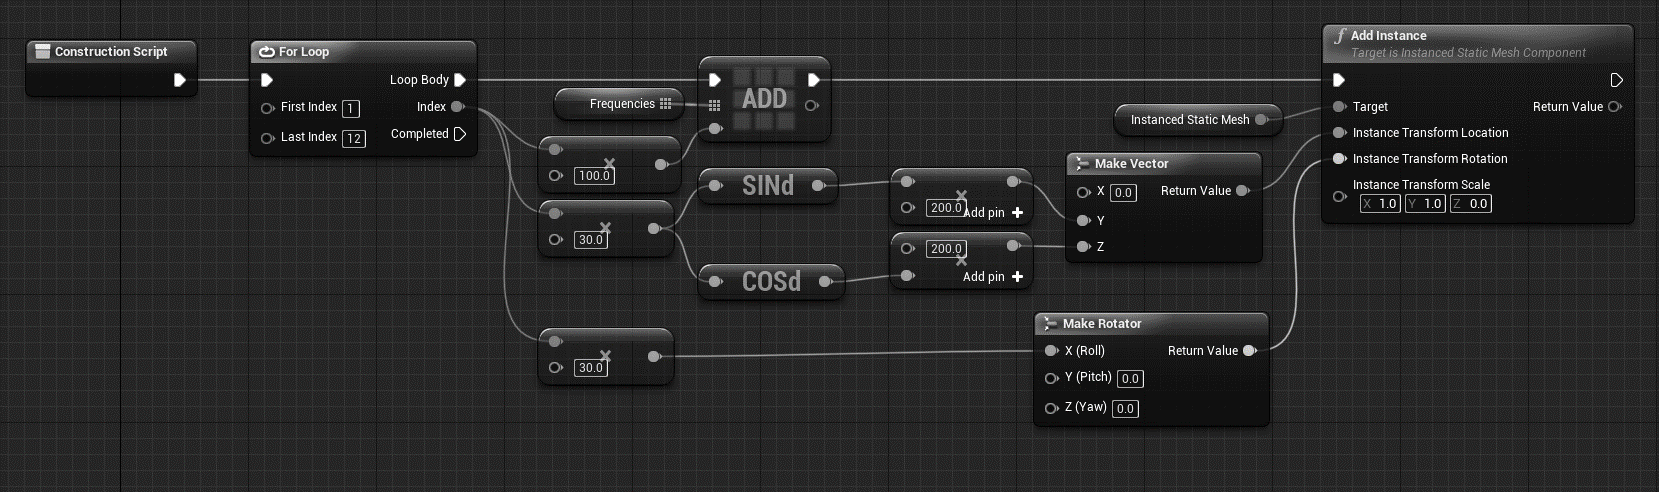 Construction Script
For Loop
Loop Body
First Index 1
Index
Last Index 12
Completed
Frequencies
ADD
100.0
30.0
SINd
COSd
200.0
Add pin
200.0
Add pin
30.0
Make Vector
X 0.0
Return Value
Y
Z
Make Rotator
X (Roll)
Return Value
Y (Pitch) 0.0
Z (Yaw) 0.0
Instanced Static Mesh
Add Instance
Target is Instanced Static Mesh Component
Target
Return Value
Instance Transform Location
Instance Transform Rotation
Instance Transform Scale
X 1.0 Y 1.0 Z 0.0